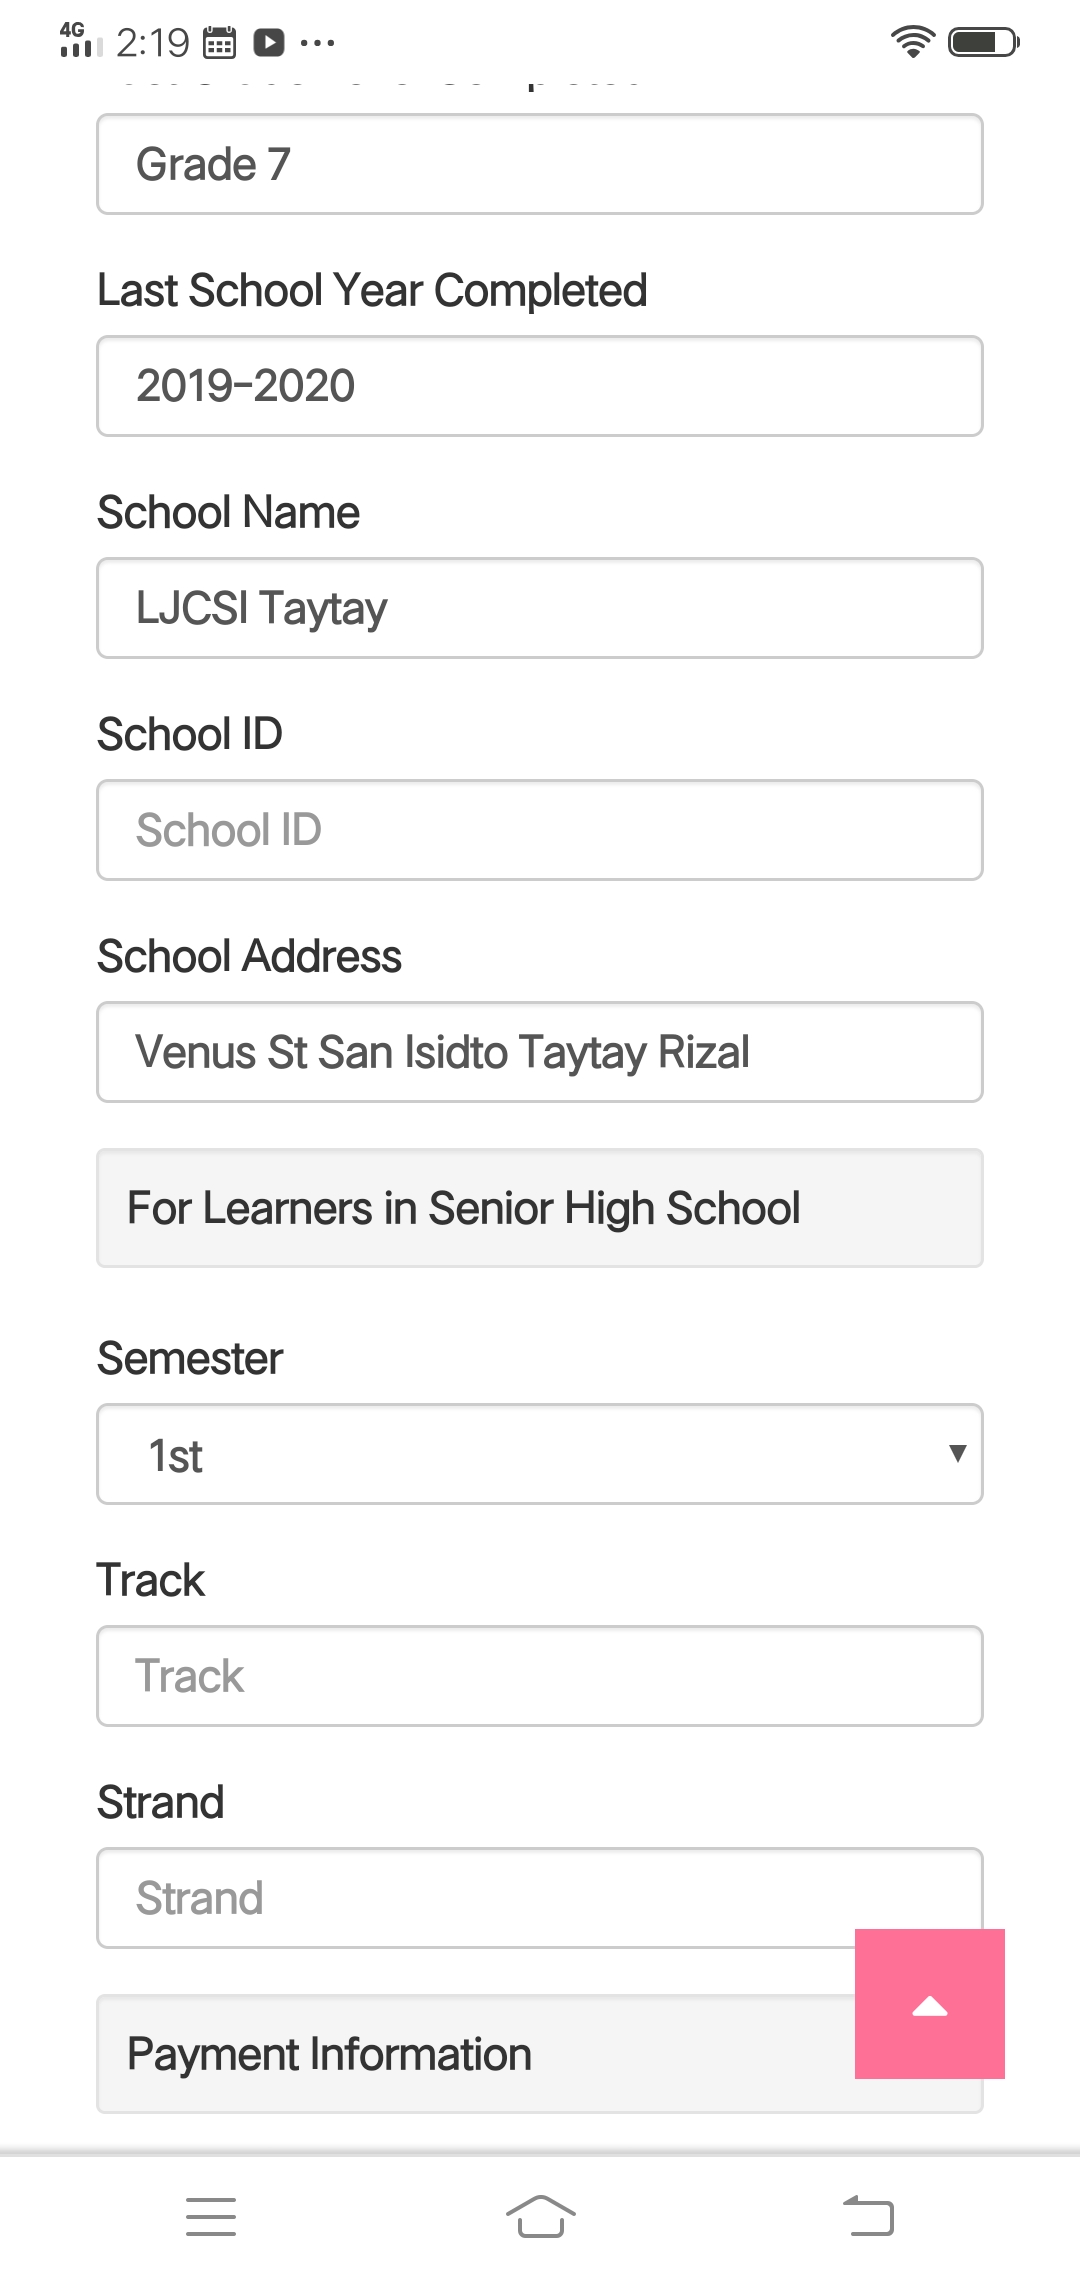 4G
2:19
Grade 7
Last School Year Completed
2019-2020
School Name
LJCSI Taytay
School ID
School ID
School Address
Venus St San Isidto Taytay Rizal
For Learners in Senior High School
Semester
1st
Track
Track
Strand
Strand
Payment Information